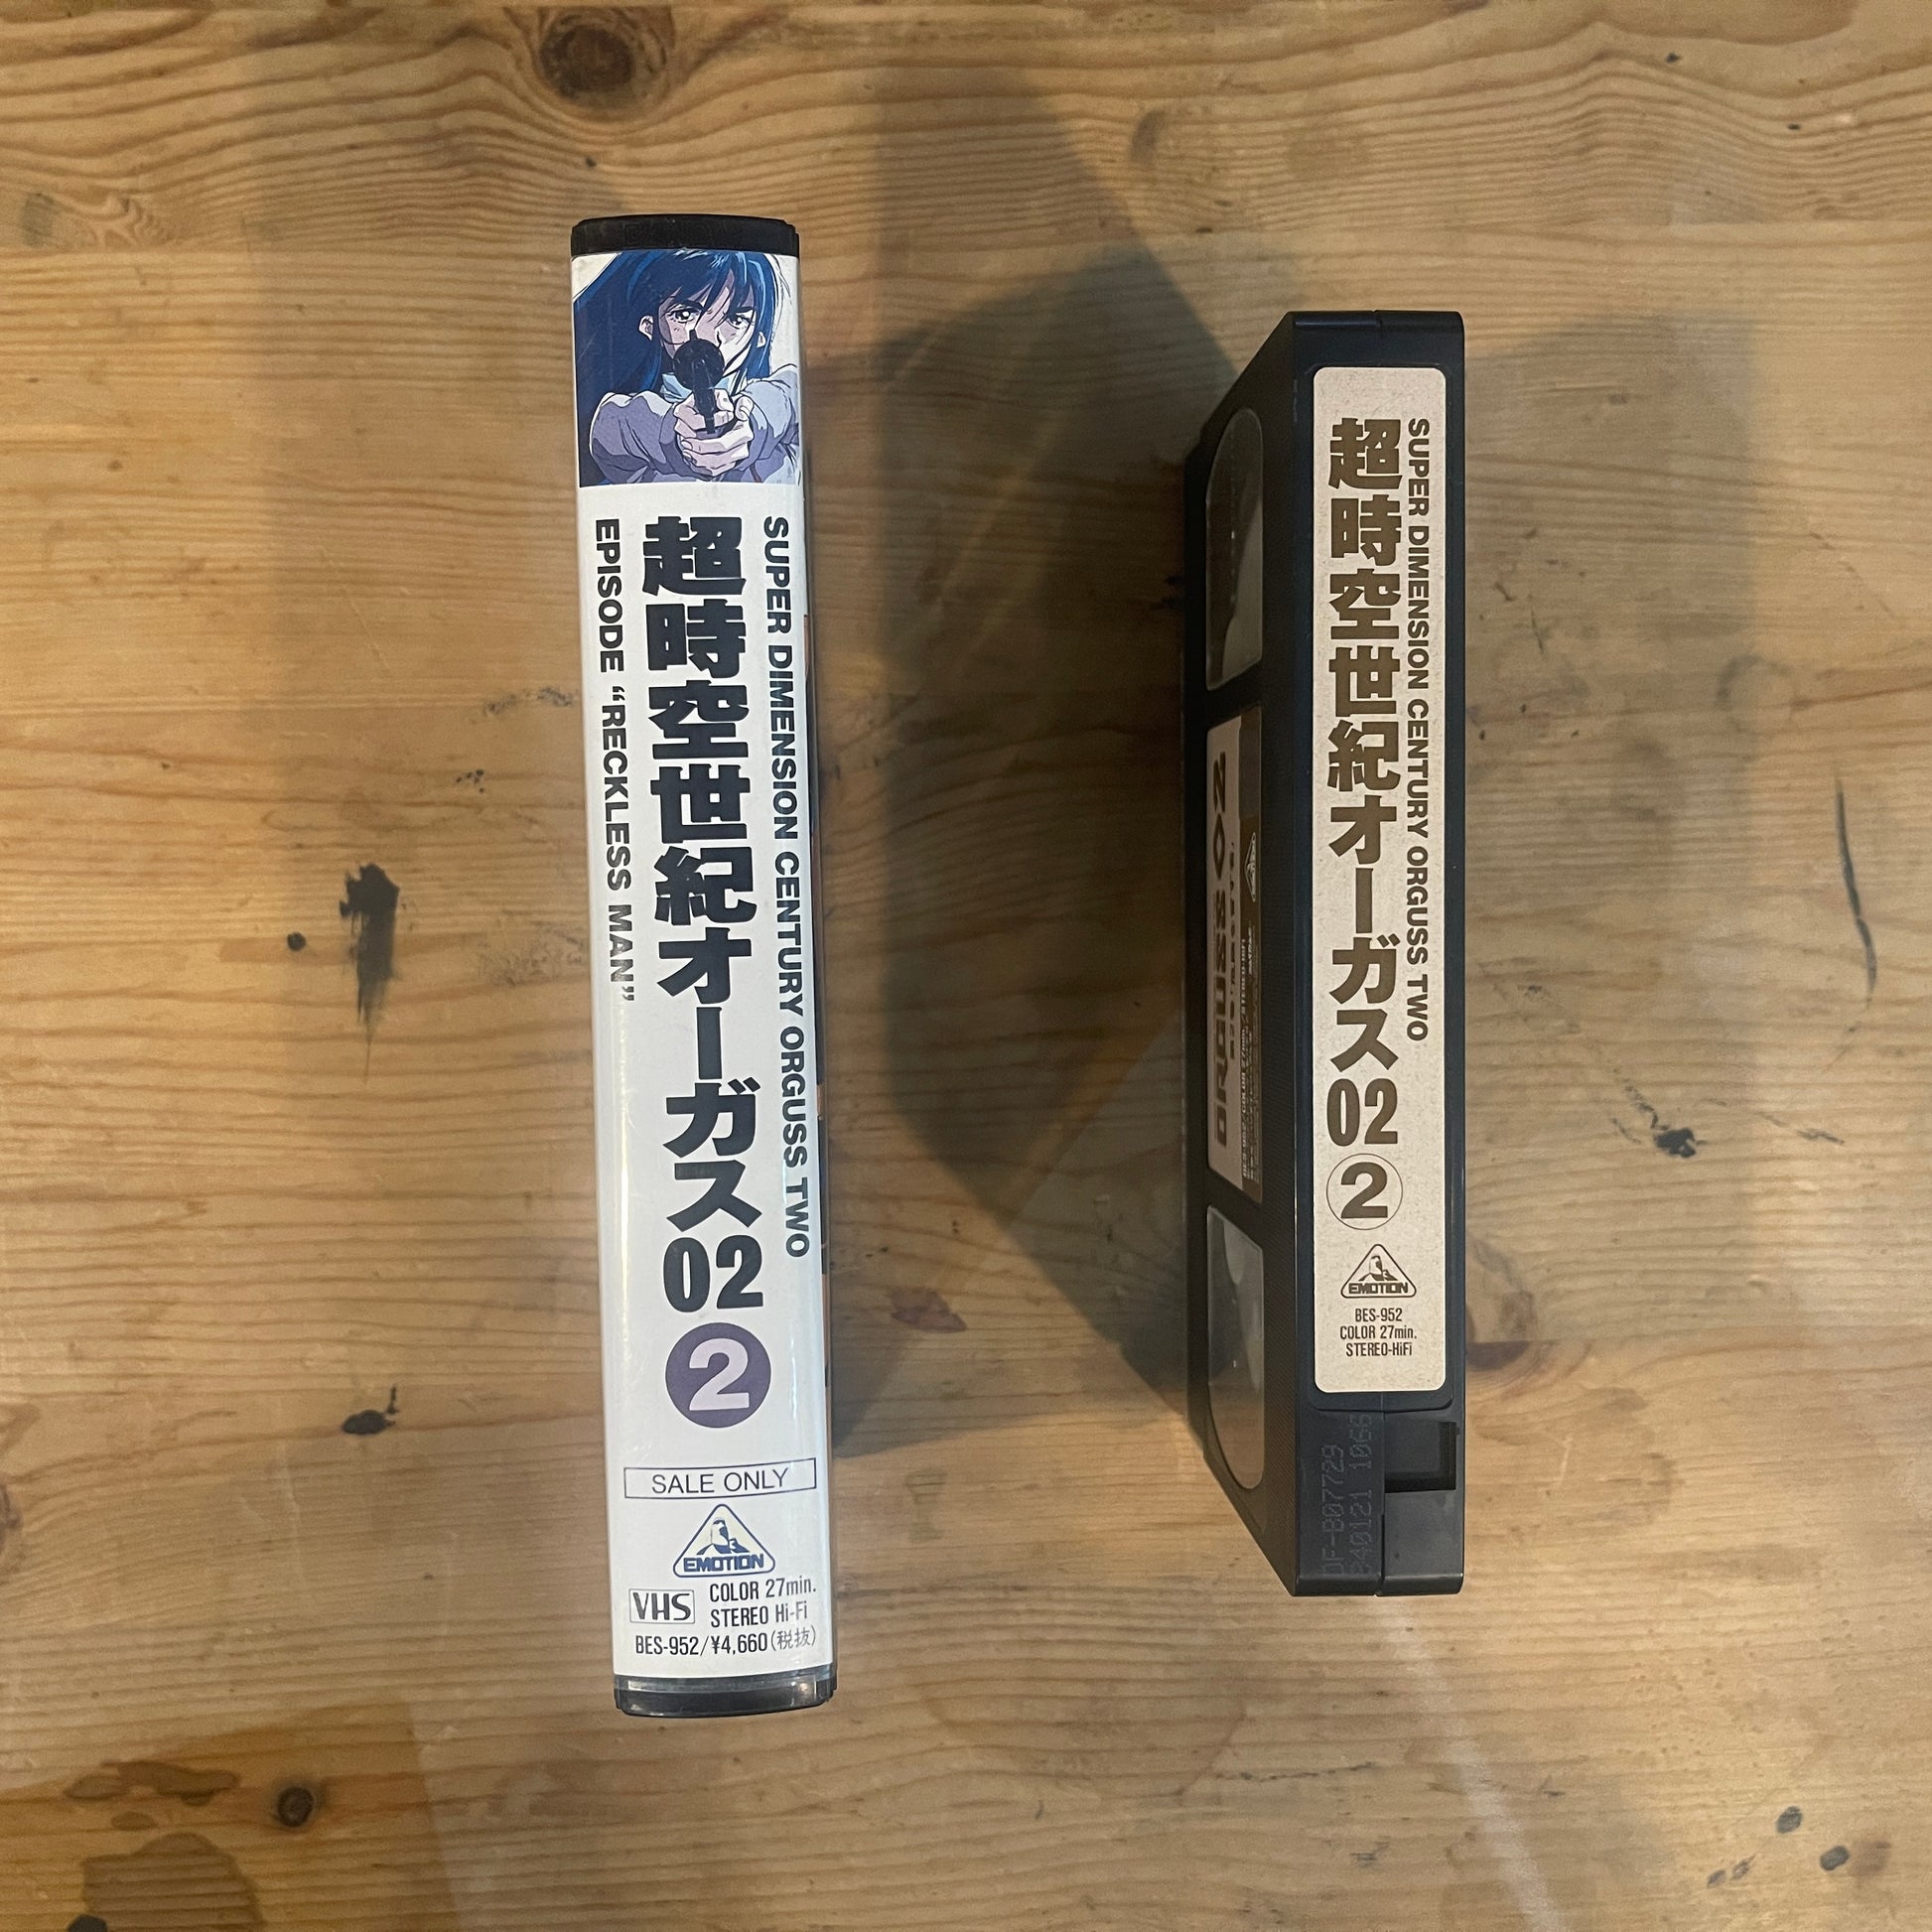 SUPER DIMENSION CENTURY ORGUSS TWO
超時空世紀オーガス02
EPISODE “RECKLESS MAN”
2
SALE ONLY
EMOTION
VHS
COLOR 27min.
STEREO Hi-Fi
BES-952/¥4,660(税抜)
SUPER DIMENSION CENTURY ORGUSS TWO
超時空世紀オーガス02
2
EMOTION
BES-952
COLOR 27min.
STEREO-HiFi
ORGUSS 02